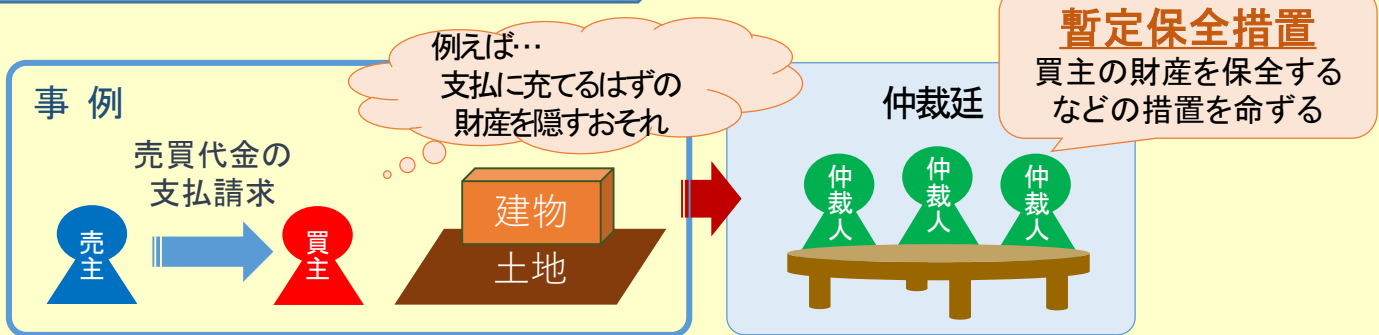 事 例
例えば…
支払に充てるはずの
財産を隠すおそれ
売買代金の
支払請求
売主
買主
建物
土地
仲裁廷
仲裁人
仲裁人
仲裁人
暫定保全措置
買主の財産を保全する
などの措置を命ずる